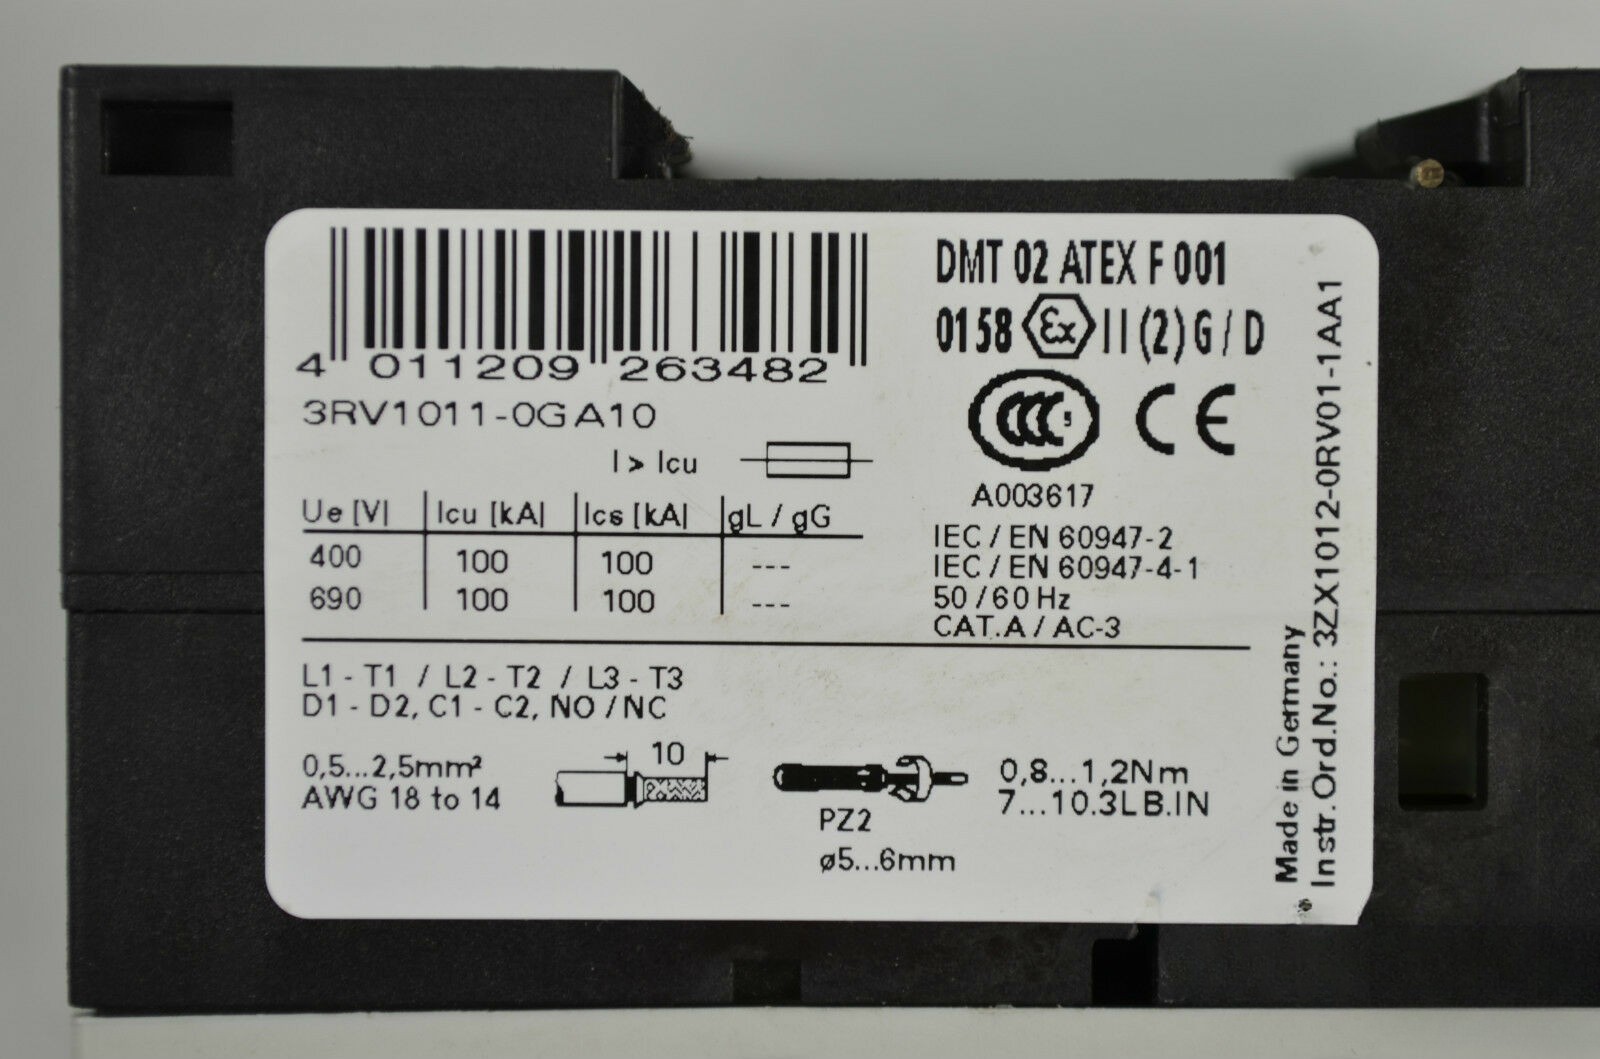 4 011209 263482
3RV1011-0GA10
I > Icu
Ue [V] Icu [kA] Ics [kA] gL / gG
400 100 100 ---
690 100 100 ---
DMT 02 ATEX F 001
0158 Ex II (2) G / D
CCC S CE
A003617
IEC / EN 60947-2
IEC / EN 60947-4-1
50 / 60 Hz
CAT.A / AC-3
L1 - T1 / L2 - T2 / L3 - T3
D1 - D2, C1 - C2, NO / NC
0,5...2,5mm²
AWG 18 to 14
10
PZ2
ø5...6mm
0,8...1,2Nm
7...10.3LB.IN
Made in Germany
Instr.Ord.No.: 3ZX1012-0RV01-1AA1